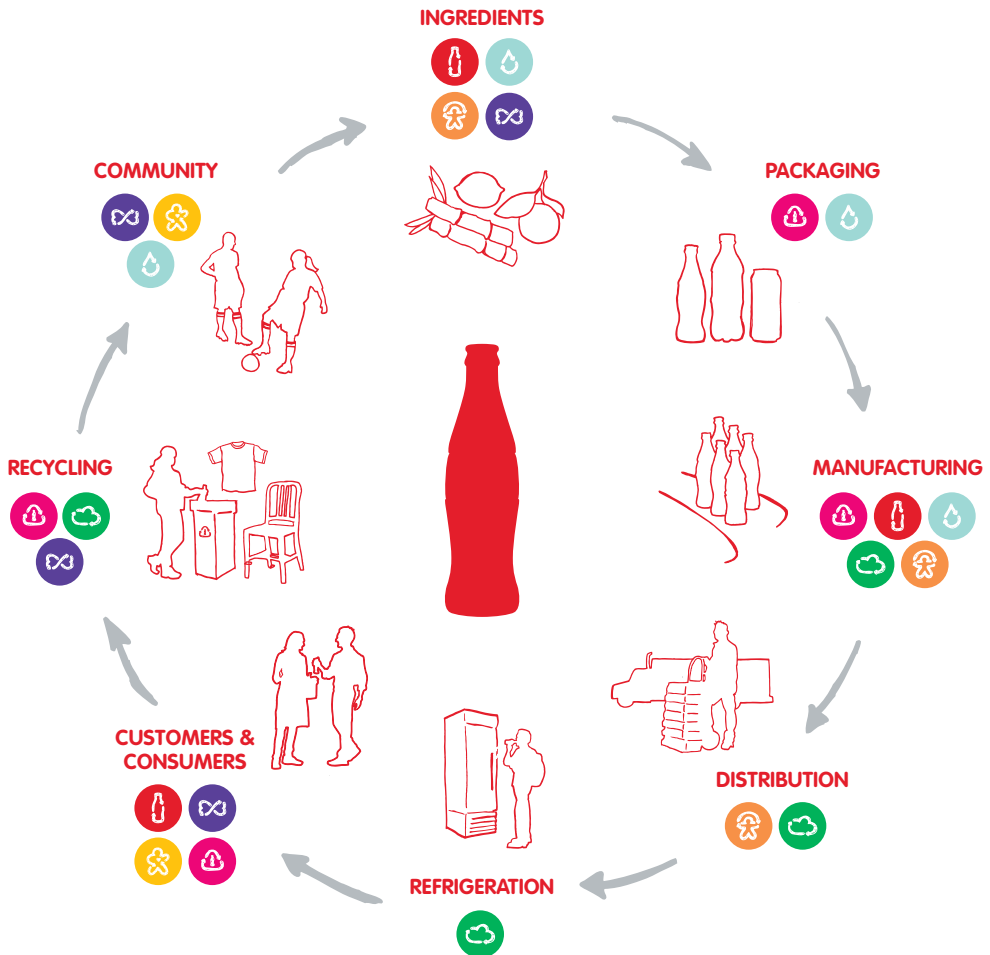 INGREDIENTS
PACKAGING
MANUFACTURING
DISTRIBUTION
REFRIGERATION
CUSTOMERS &
CONSUMERS
RECYCLING
COMMUNITY